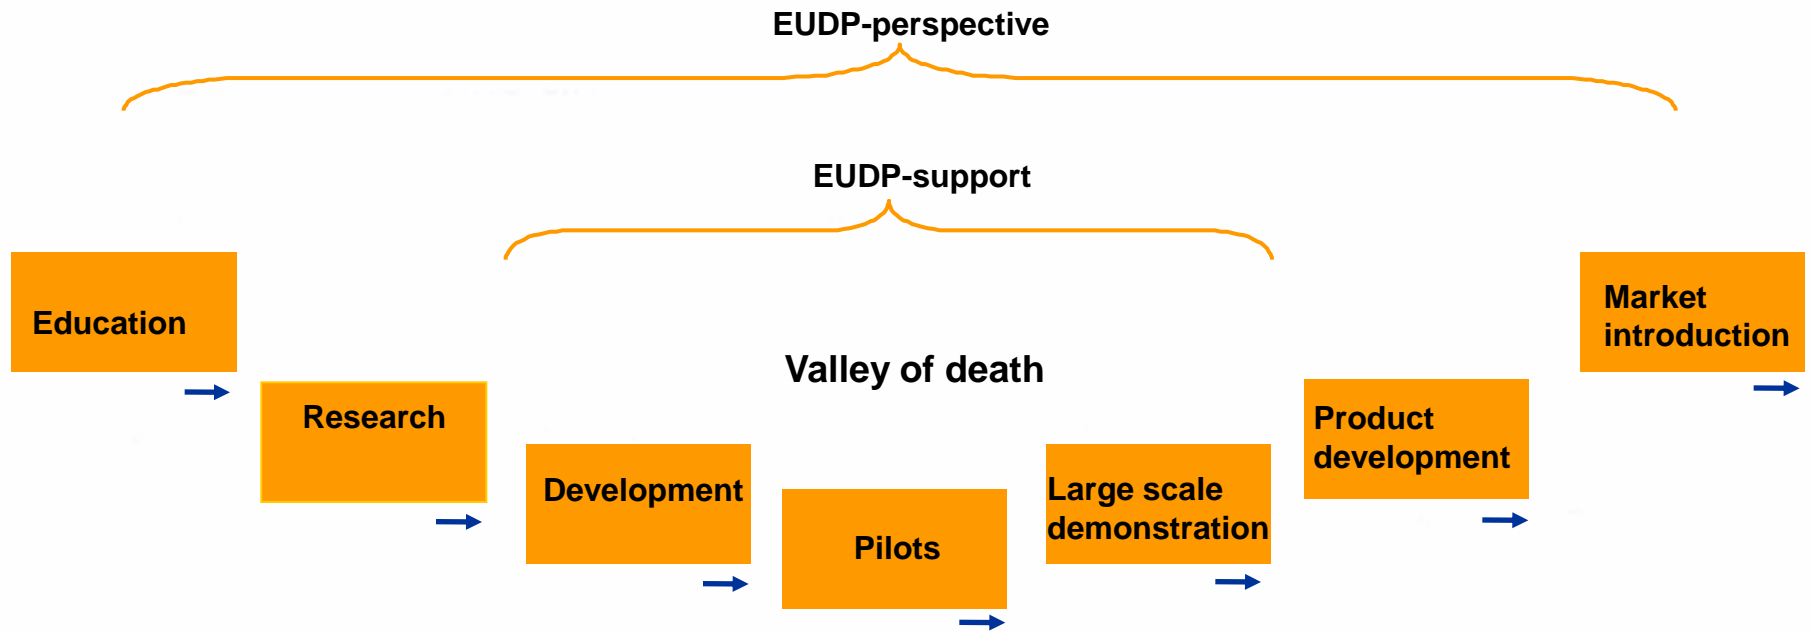 EUDP-perspective
EUDP-support
Education
Market
introduction
Valley of death
Research
Product
development
Development
Large scale
demonstration
Pilots